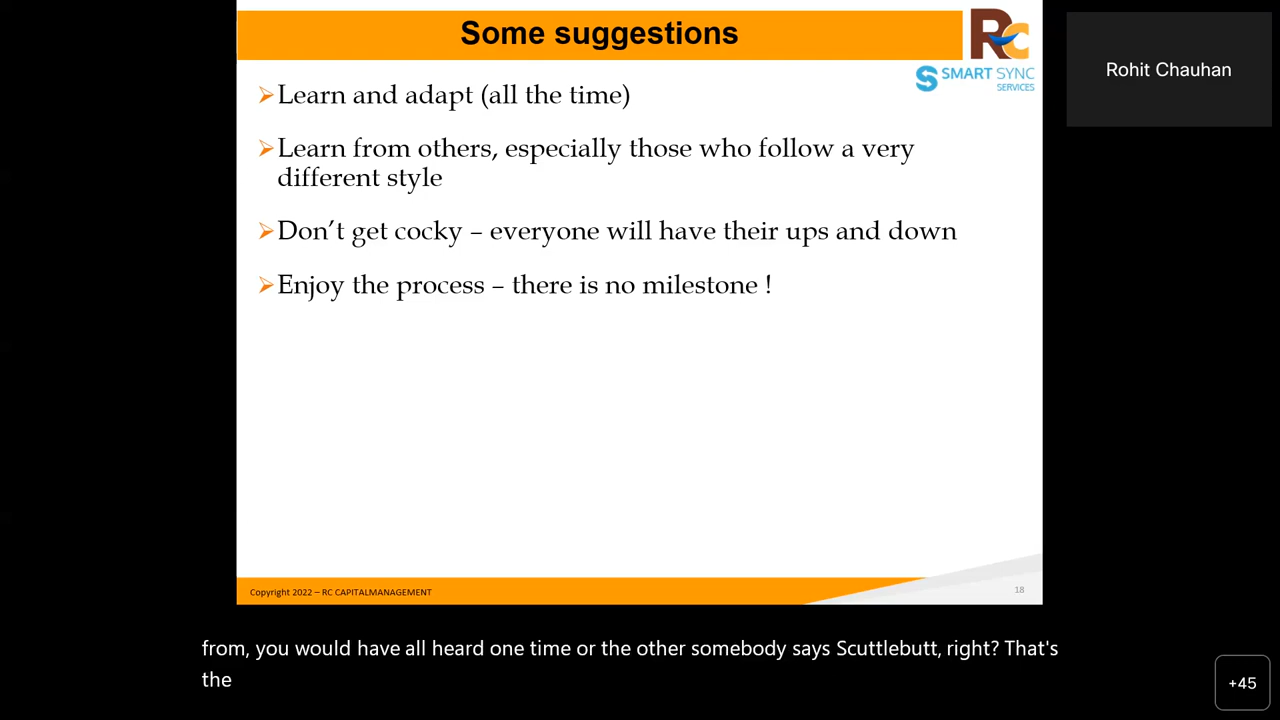 Some suggestions
RC
SMART SYNC
SERVICES
Rohit Chauhan
➢Learn and adapt (all the time)
➢Learn from others, especially those who follow a very
different style
➢Don’t get cocky – everyone will have their ups and down
➢Enjoy the process – there is no milestone !
Copyright 2022 – RC CAPITALMANAGEMENT
18
from, you would have all heard one time or the other somebody says Scuttlebutt, right? That's
the
+45